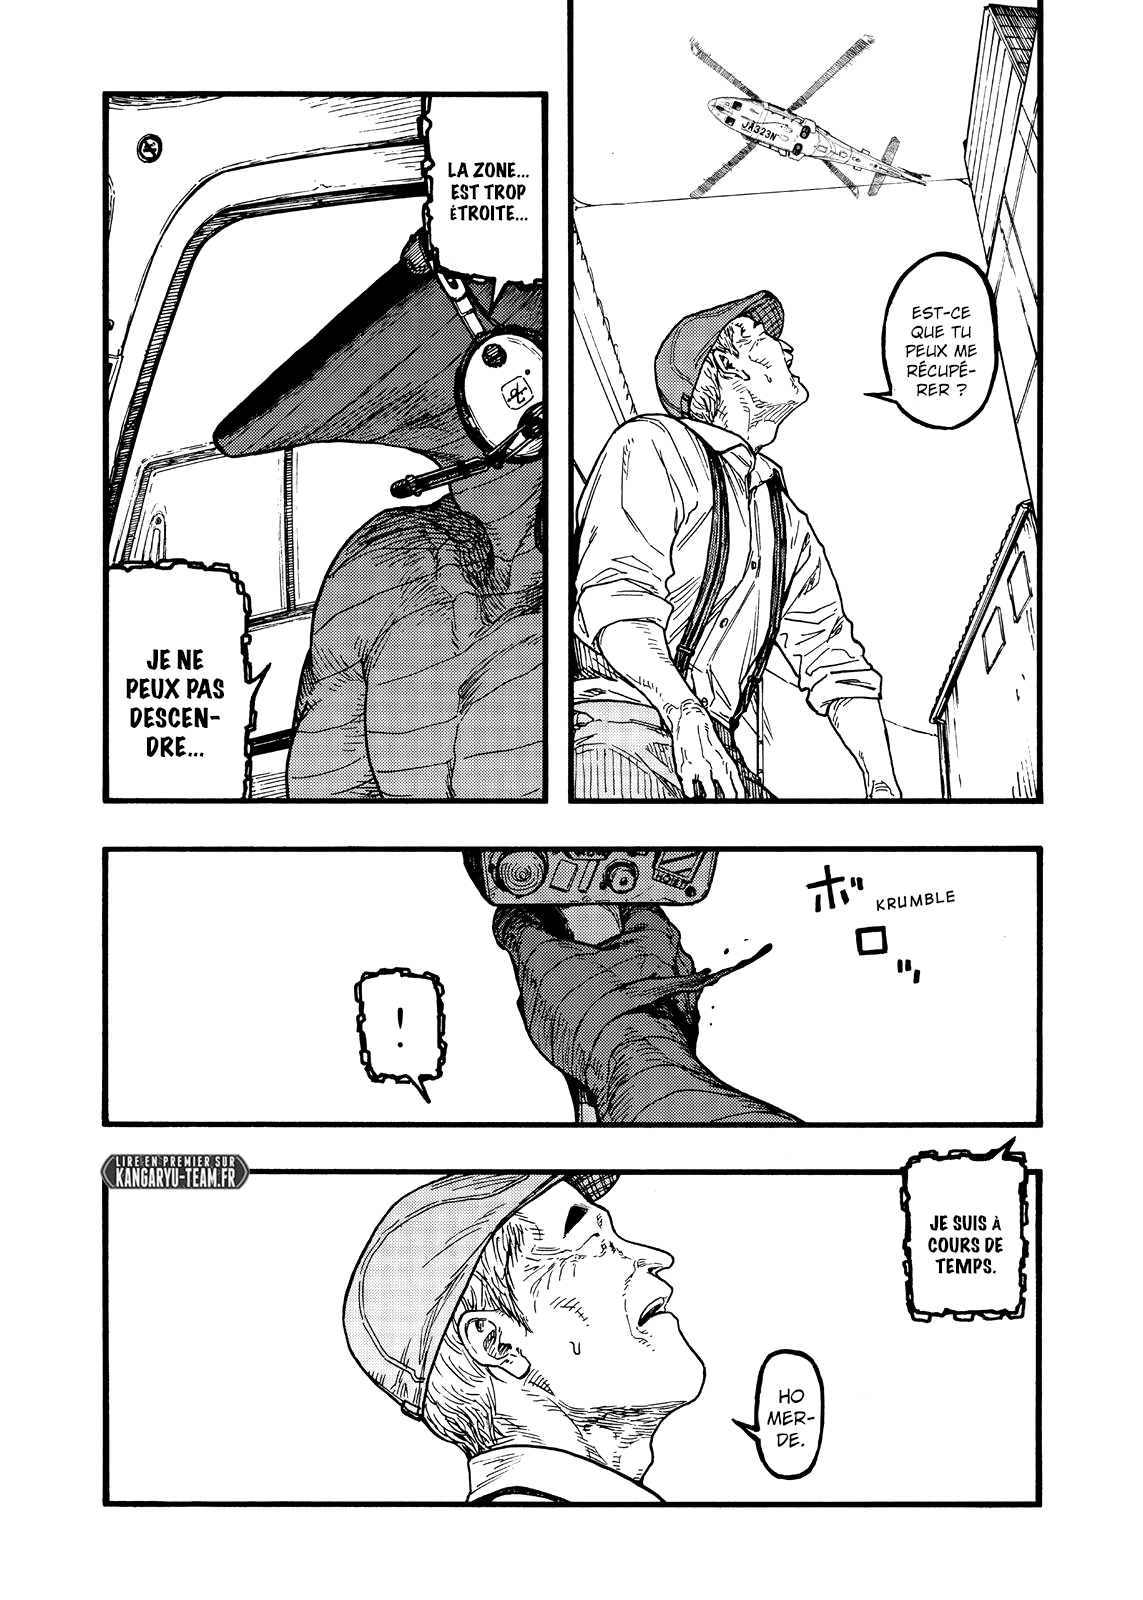 JA323N
EST-CE
QUE TU
PEUX ME
RÉCUPÉ-
RER ?
LA ZONE...
EST TROP
ÉTROITE...
JE NE
PEUX PAS
DESCEN-
DRE...
ボ
KRUMBLE
ロ
!
LIRE EN PREMIER SUR
KANGARYU-TEAM.FR
JE SUIS À
COURS DE
TEMPS.
HO
MER-
DE.